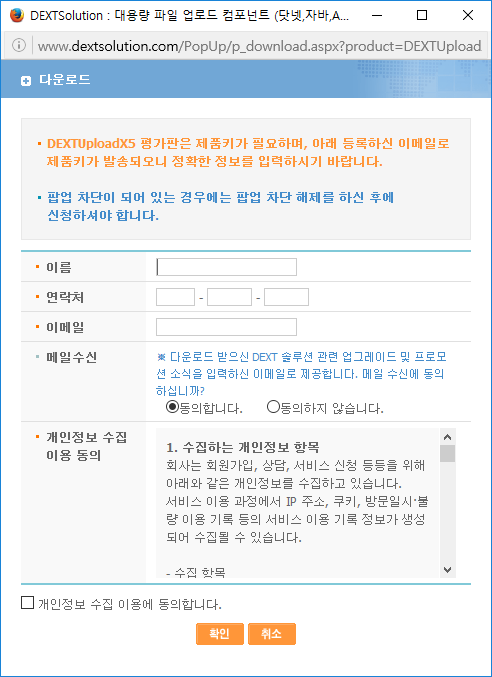 DEXTSolution : 대용량 파일 업로드 컴포넌트 (닷넷,자바,A...
www.dextsolution.com/PopUp/p_download.aspx?product=DEXTUpload
다운로드
DEXTUploadX5 평가판은 제품키가 필요하며, 아래 등록하신 이메일로
제품키가 발송되오니 정확한 정보를 입력하시기 바랍니다.
팝업 차단이 되어 있는 경우에는 팝업 차단 해제를 하신 후에
신청하셔야 합니다.
이름
연락처 - -
이메일
메일수신
※ 다운로드 받으신 DEXT 솔루션 관련 업그레이드 및 프로모
션 소식을 입력하신 이메일로 제공합니다. 메일 수신에 동의
하십니까?
동의합니다. 동의하지 않습니다.
개인정보 수집
이용 동의
1. 수집하는 개인정보 항목
회사는 회원가입, 상담, 서비스 신청 등등을 위해
아래와 같은 개인정보를 수집하고 있습니다.
서비스 이용 과정에서 IP 주소, 쿠키, 방문일시·불
량 이용 기록 등의 서비스 이용 기록 정보가 생성
되어 수집될 수 있습니다.
- 수집 항목
개인정보 수집 이용에 동의합니다.
확인 취소